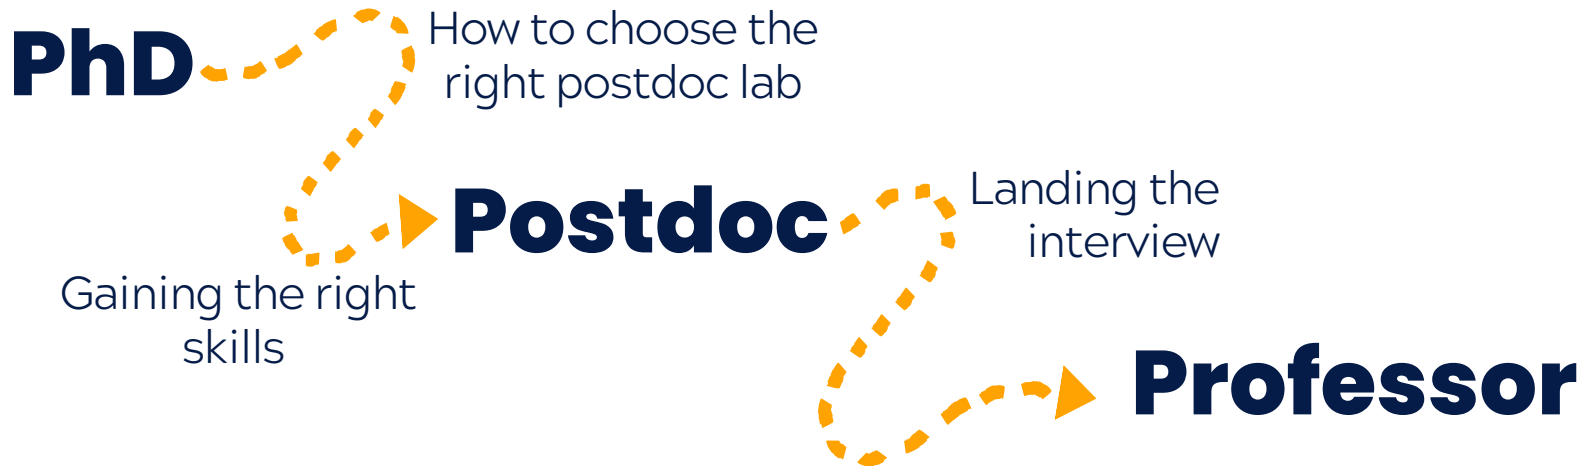 PhD
How to choose the
right postdoc lab
Postdoc
Landing the
interview
Gaining the right
skills
Professor